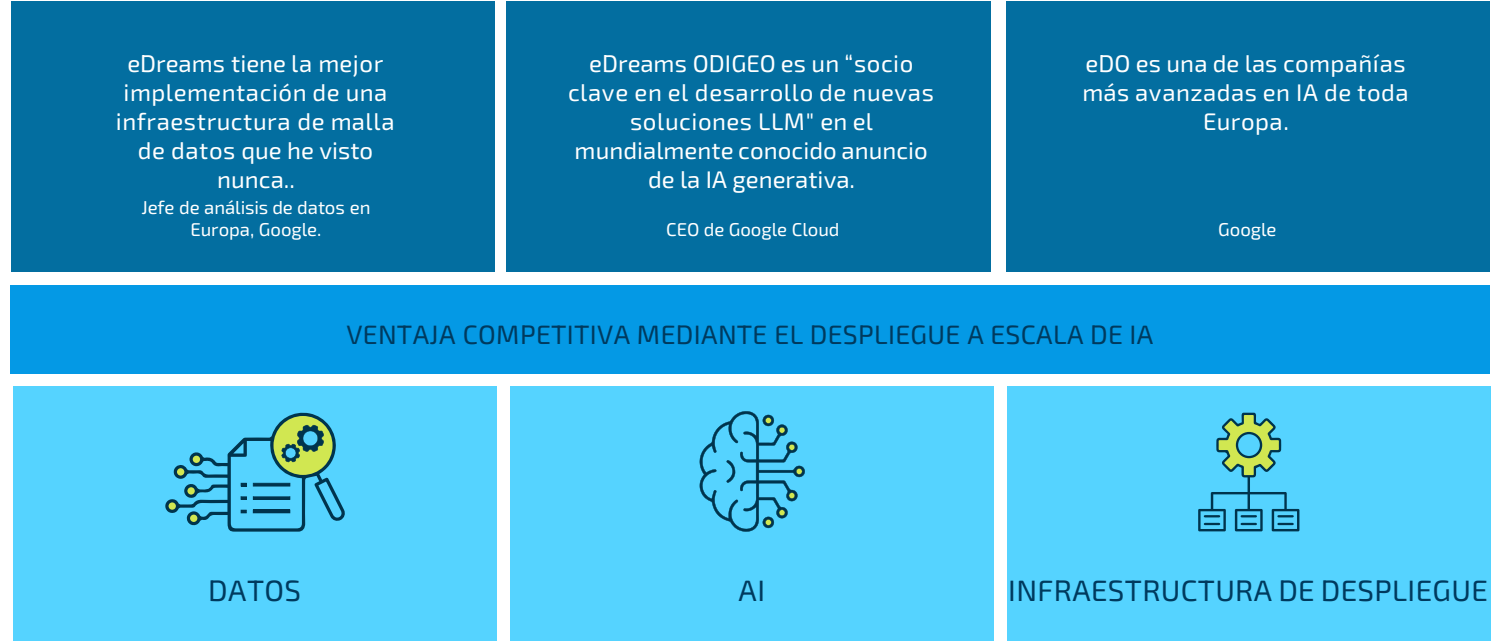 eDreams tiene la mejor
implementación de una
infraestructura de malla
de datos que he visto
nunca..
Jefe de análisis de datos en
Europa, Google.
eDreams ODIGEO es un “socio
clave en el desarrollo de nuevas
soluciones LLM" en el
mundialmente conocido anuncio
de la IA generativa.
CEO de Google Cloud
eDO es una de las compañías
más avanzadas en IA de toda
Europa.
Google
VENTAJA COMPETITIVA MEDIANTE EL DESPLIEGUE A ESCALA DE IA
DATOS
AI
INFRAESTRUCTURA DE DESPLIEGUE